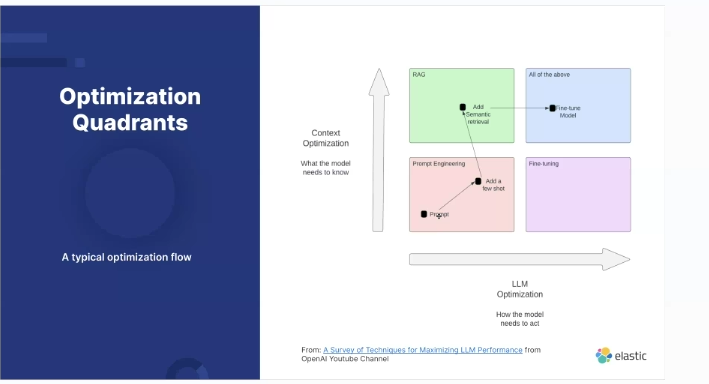 Optimization
Quadrants
A typical optimization flow
Context
Optimization
What the model
needs to know
RAG
Add
Semantic
retrieval
All of the above
Fine-tune
Model
Prompt Engineering
Add a
few shot
Prompt
Fine-tuning
LLM
Optimization
How the model
needs to act
From: A Survey of Techniques for Maximizing LLM Performance from
OpenAI Youtube Channel
elastic